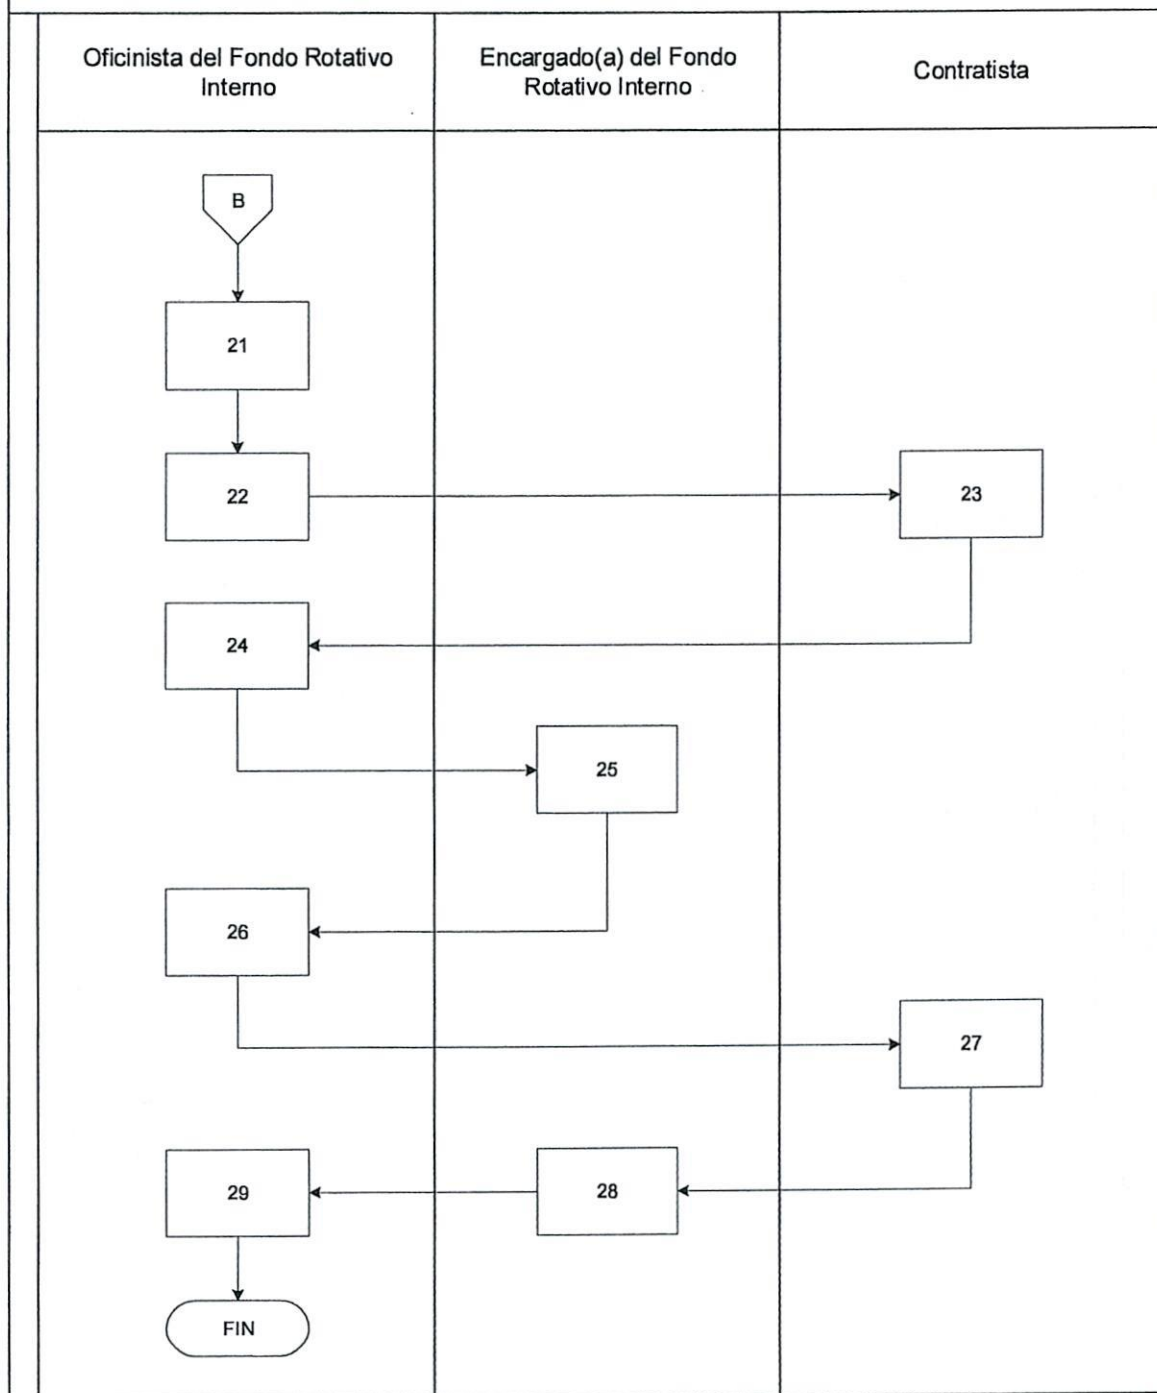 Oficinista del Fondo Rotativo
Interno
Encargado(a) del Fondo
Rotativo Interno
Contratista
B
21
22
23
24
25
26
27
28
29
FIN